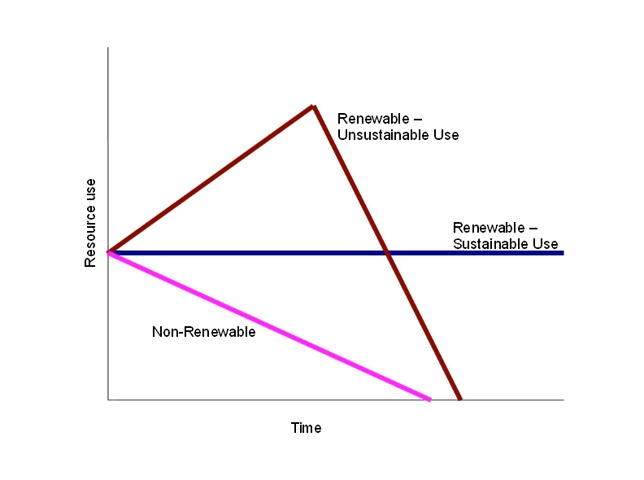 Renewable –
Unsustainable Use
Renewable –
Sustainable Use
Resource use
Non-Renewable
Time